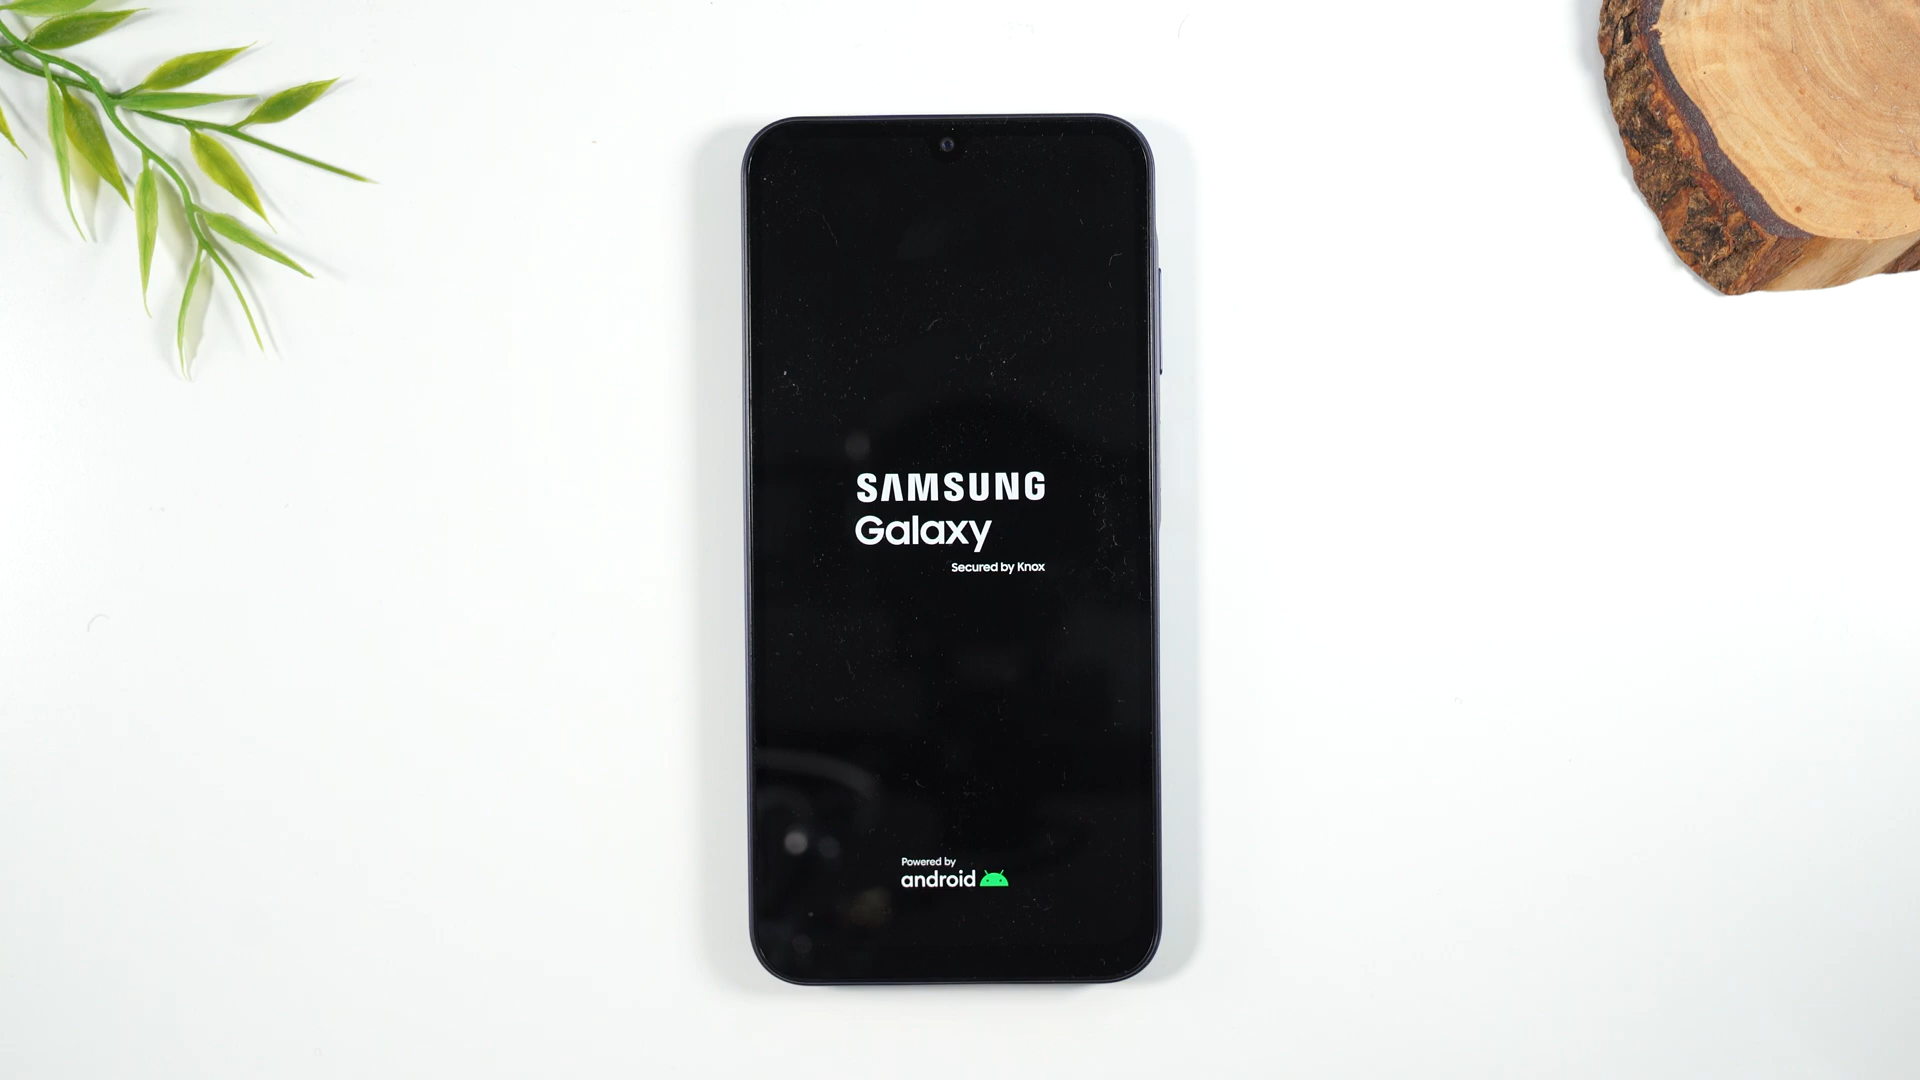 SAMSUNG
Galaxy
Secured by Knox
Powered by
android